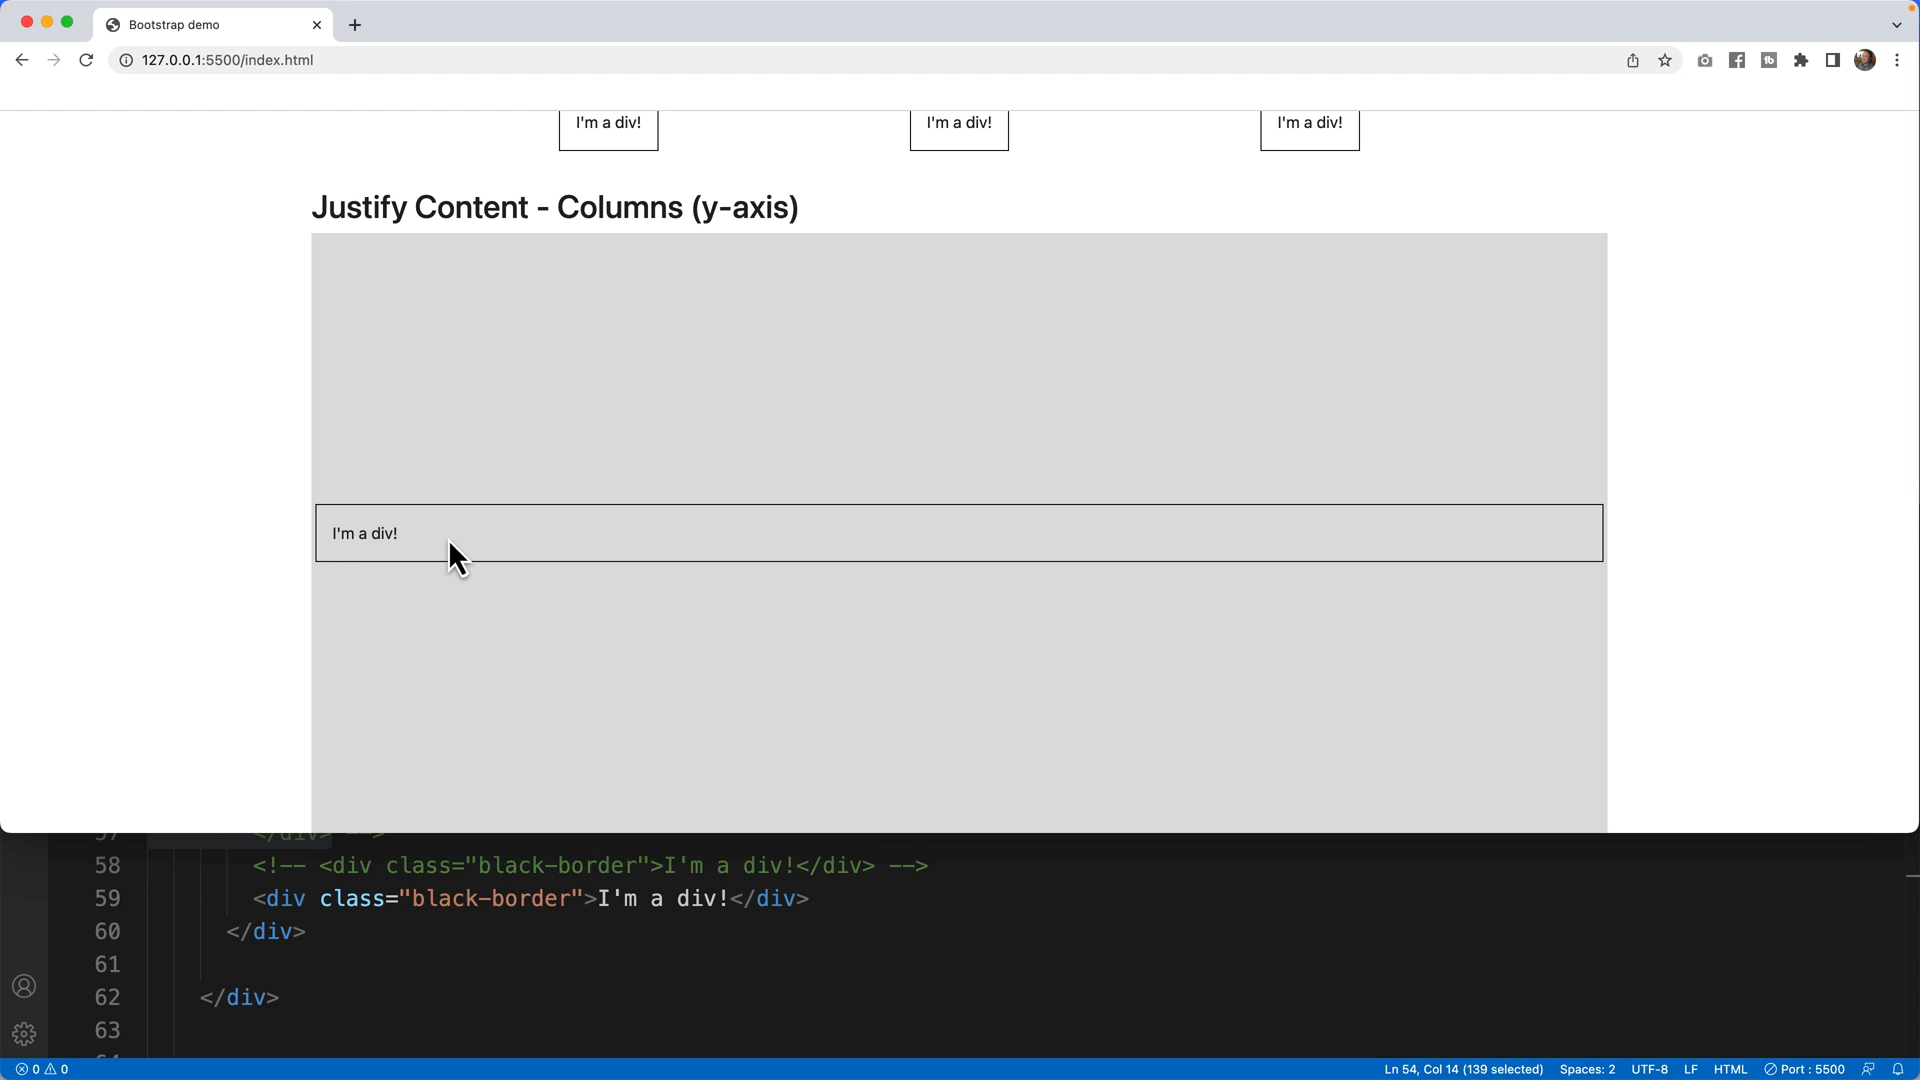 Bootstrap demo
127.0.0.1:5500/index.html
I'm a div! I'm a div! I'm a div!
Justify Content - Columns (y-axis)
I'm a div!
57 </div> -->
58 <!-- <div class="black-border">I'm a div!</div> -->
59 <div class="black-border">I'm a div!</div>
60 </div>
61
62 </div>
63
0 0 Ln 54, Col 14 (139 selected) Spaces: 2 UTF-8 LF HTML Port : 5500